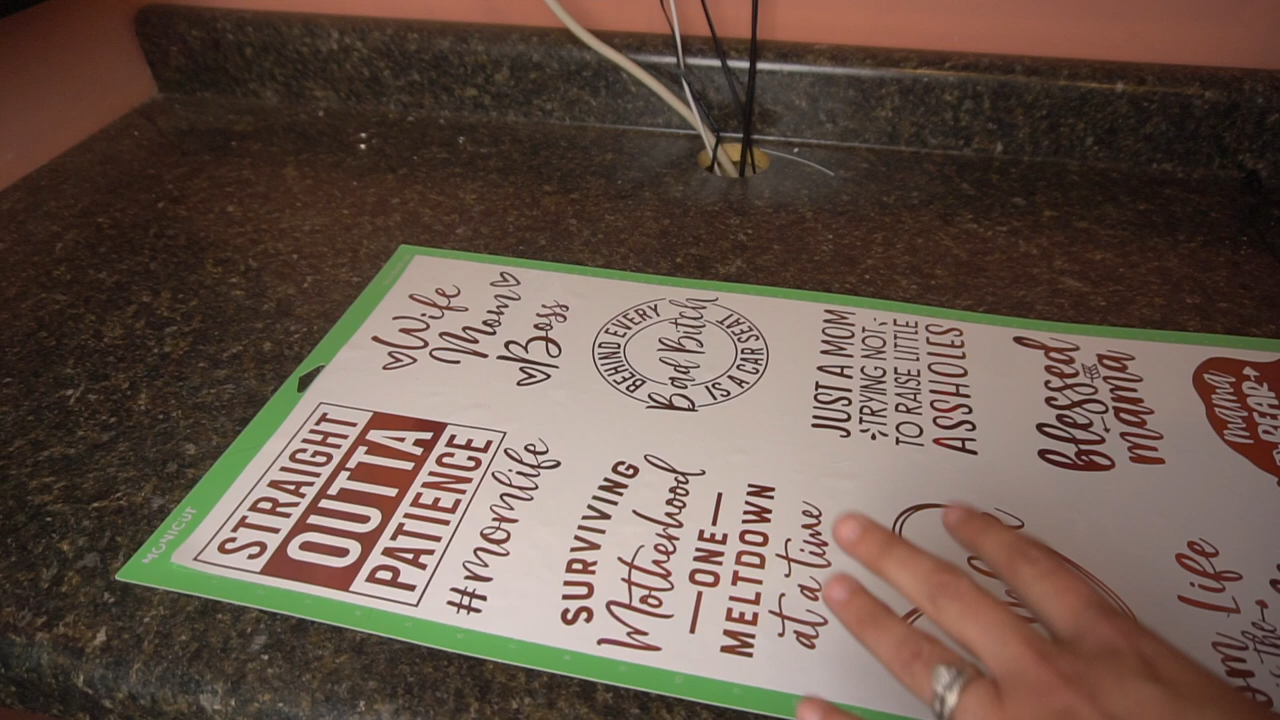 Wife
Mom
Boss
BEHIND EVERY
Bad Bitch
IS A CAR SEAT
JUST A MOM
TRYING NOT
TO RAISE LITTLE
ASSHOLES
blessed
mama
mama
BEAR
STRAIGHT
OUTTA
PATIENCE
#momlife
SURVIVING
Motherhood
—ONE—
MELTDOWN
at a time
Life
MONICUT